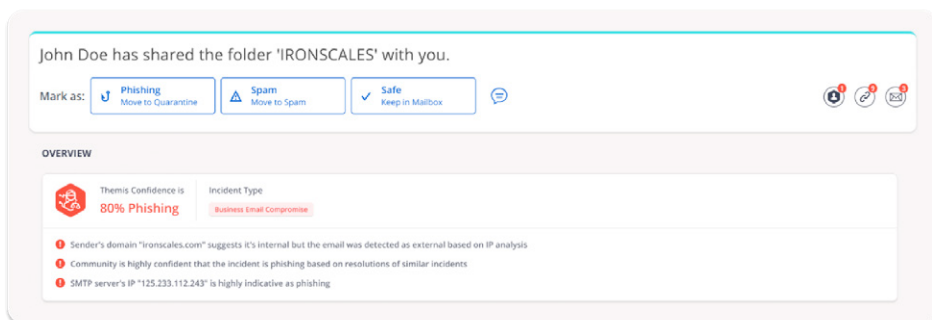 John Doe has shared the folder 'IRONSCALES' with you.
Mark as:
Phishing
Move to Quarantine
Spam
Move to Spam
Safe
Keep in Mailbox
OVERVIEW
Themis Confidence is
80% Phishing
Incident Type
Business Email Compromise
Sender's domain "ironscales.com" suggests it's internal but the email was detected as external based on IP analysis
Community is highly confident that the incident is phishing based on resolutions of similar incidents
SMTP server's IP "125.233.112.243" is highly indicative as phishing